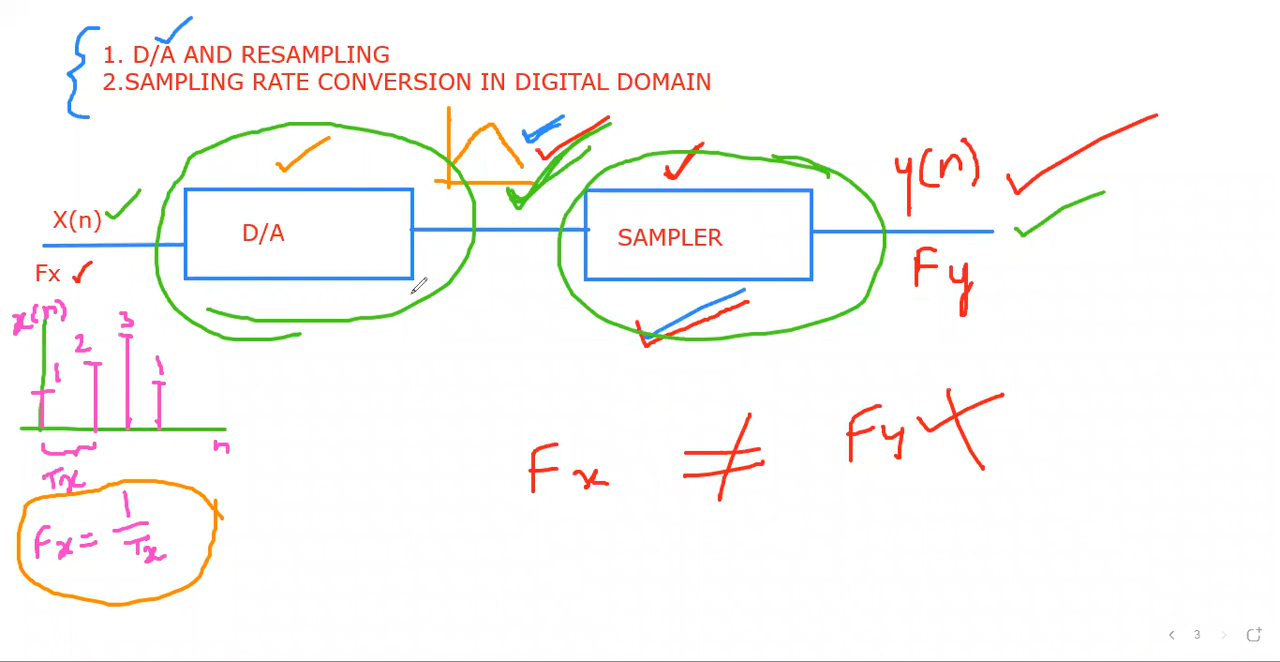 1. D/A AND RESAMPLING
2.SAMPLING RATE CONVERSION IN DIGITAL DOMAIN
X(n)
D/A
SAMPLER
y(n)
Fx
Fy
x(n)
1 2 3 1
n
Tx
Fx = 1/Tx
Fx ≠ Fy
3